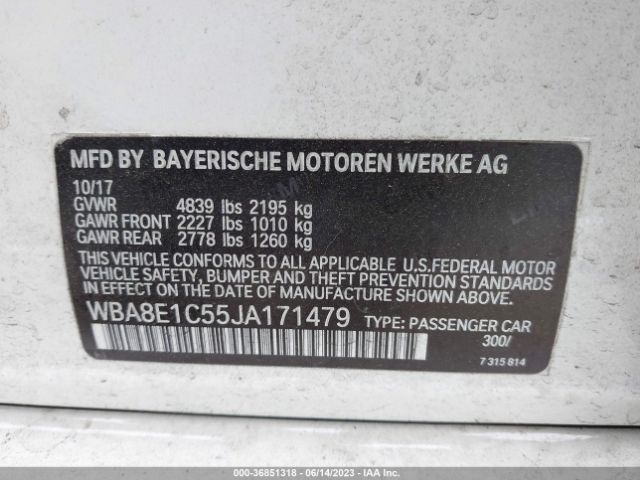 MFD BY BAYERISCHE MOTOREN WERKE AG
10/17
GVWR 4839 lbs 2195 kg
GAWR FRONT 2227 lbs 1010 kg
GAWR REAR 2778 lbs 1260 kg
THIS VEHICLE CONFORMS TO ALL APPLICABLE U.S.FEDERAL MOTOR
VEHICLE SAFETY, BUMPER AND THEFT PREVENTION STANDARDS
IN EFFECT ON THE DATE OF MANUFACTURE SHOWN ABOVE.
WBA8E1C55JA171479 TYPE: PASSENGER CAR
300/
7 315 814
000-36851318 - 06/14/2023 - IAA Inc.